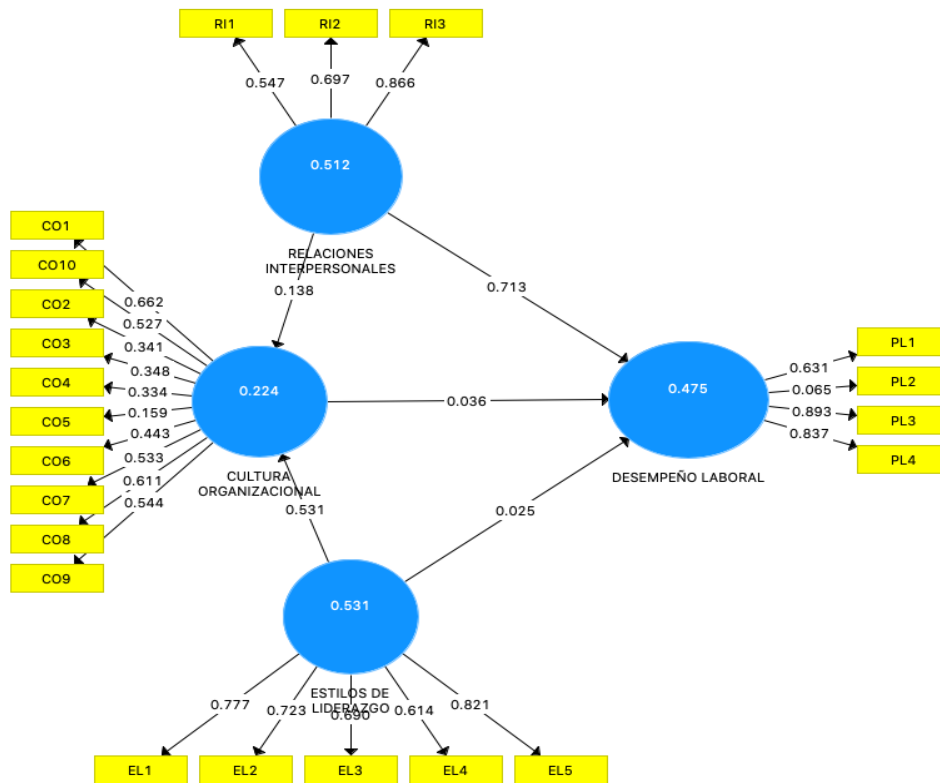 RI1
RI2
RI3
0.547
0.697
0.866
0.512
RELACIONES
INTERPERSONALES
0.138
0.713
CO1
CO10
CO2
CO3
CO4
CO5
CO6
CO7
CO8
CO9
0.662
0.527
0.341
0.348
0.334
0.159
0.443
0.533
0.611
0.544
0.224
CULTURA
ORGANIZACIONAL
0.036
0.475
DESEMPEÑO LABORAL
0.631
0.065
0.893
0.837
PL1
PL2
PL3
PL4
0.531
0.025
0.531
ESTILOS DE
LIDERAZGO
0.777
0.723
0.690
0.614
0.821
EL1
EL2
EL3
EL4
EL5